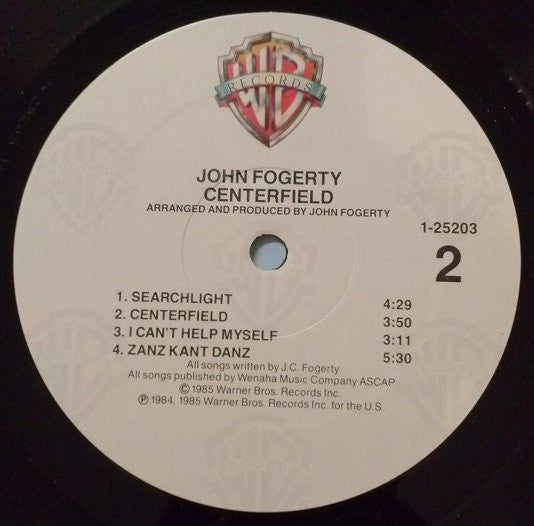 WB
RECORDS
JOHN FOGERTY
CENTERFIELD
ARRANGED AND PRODUCED BY JOHN FOGERTY
1-25203
2
1. SEARCHLIGHT 4:29
2. CENTERFIELD 3:50
3. I CAN'T HELP MYSELF 3:11
4. ZANZ KANT DANZ 5:30
All songs written by J.C. Fogerty
All songs published by Wenaha Music Company ASCAP
©1985 Warner Bros. Records Inc.
℗ 1984, 1985 Warner Bros. Records Inc. for the U.S.